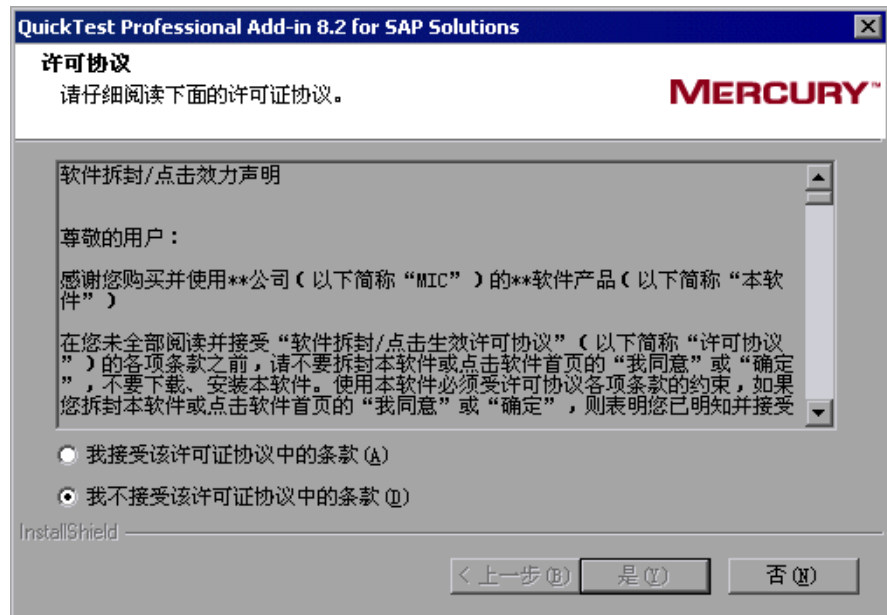 QuickTest Professional Add-in 8.2 for SAP Solutions
许可协议
请仔细阅读下面的许可证协议。
MERCURY™
软件拆封/点击效力声明
尊敬的用户：
感谢您购买并使用**公司（以下简称“MIC”）的**软件产品（以下简称“本软
件”）
在您未全部阅读并接受“软件拆封/点击生效许可协议”（以下简称“许可协议
”）的各项条款之前，请不要拆封本软件或点击软件首页的“我同意”或“确定
”，不要下载、安装本软件。使用本软件必须受许可协议各项条款的约束，如果
您拆封本软件或点击软件首页的“我同意”或“确定”，则表明您已明知并接受
我接受该许可证协议中的条款(A)
我不接受该许可证协议中的条款(D)
InstallShield
< 上一步(B)
是(Y)
否(N)